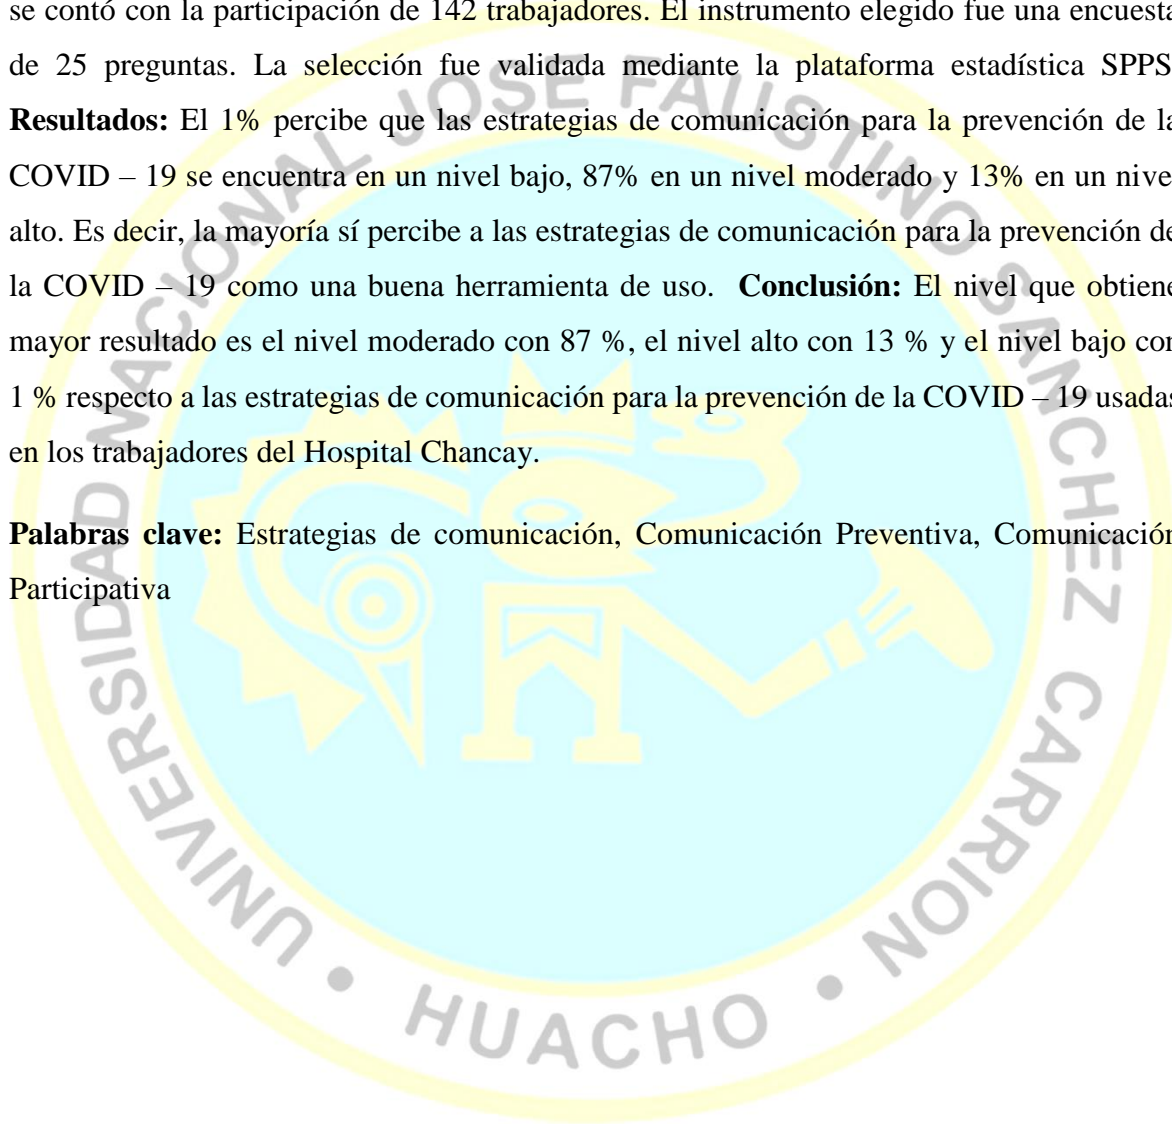 se contó con la participación de 142 trabajadores. El instrumento elegido fue una encuesta
de 25 preguntas. La selección fue validada mediante la plataforma estadística SPPS
Resultados: El 1% percibe que las estrategias de comunicación para la prevención de la
COVID – 19 se encuentra en un nivel bajo, 87% en un nivel moderado y 13% en un nivel
alto. Es decir, la mayoría sí percibe a las estrategias de comunicación para la prevención de
la COVID – 19 como una buena herramienta de uso. Conclusión: El nivel que obtiene
mayor resultado es el nivel moderado con 87 %, el nivel alto con 13 % y el nivel bajo con
1 % respecto a las estrategias de comunicación para la prevención de la COVID – 19 usadas
en los trabajadores del Hospital Chancay.
Palabras clave: Estrategias de comunicación, Comunicación Preventiva, Comunicación
Participativa
UNIVERSIDAD NACIONAL JOSE FAUSTINO SANCHEZ CARRION
• HUACHO •